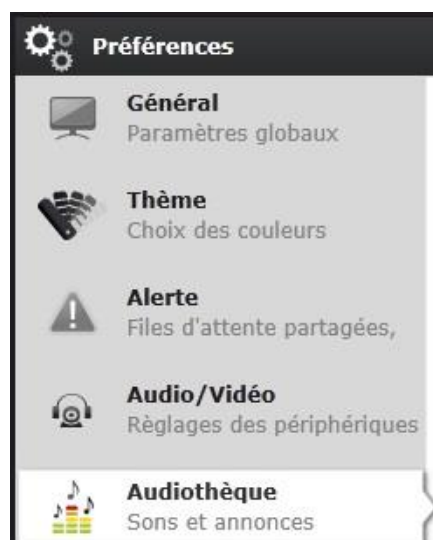 Préférences
Général
Paramètres globaux
Thème
Choix des couleurs
Alerte
Files d'attente partagées,
Audio/Vidéo
Règlages des périphériques
Audiothèque
Sons et annonces